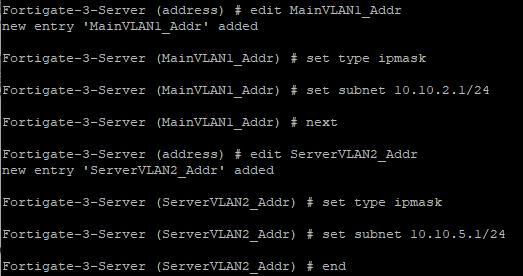 Fortigate-3-Server (address) # edit MainVLAN1_Addr
new entry 'MainVLAN1_Addr' added
Fortigate-3-Server (MainVLAN1_Addr) # set type ipmask
Fortigate-3-Server (MainVLAN1_Addr) # set subnet 10.10.2.1/24
Fortigate-3-Server (MainVLAN1_Addr) # next
Fortigate-3-Server (address) # edit ServerVLAN2_Addr
new entry 'ServerVLAN2_Addr' added
Fortigate-3-Server (ServerVLAN2_Addr) # set type ipmask
Fortigate-3-Server (ServerVLAN2_Addr) # set subnet 10.10.5.1/24
Fortigate-3-Server (ServerVLAN2_Addr) # end